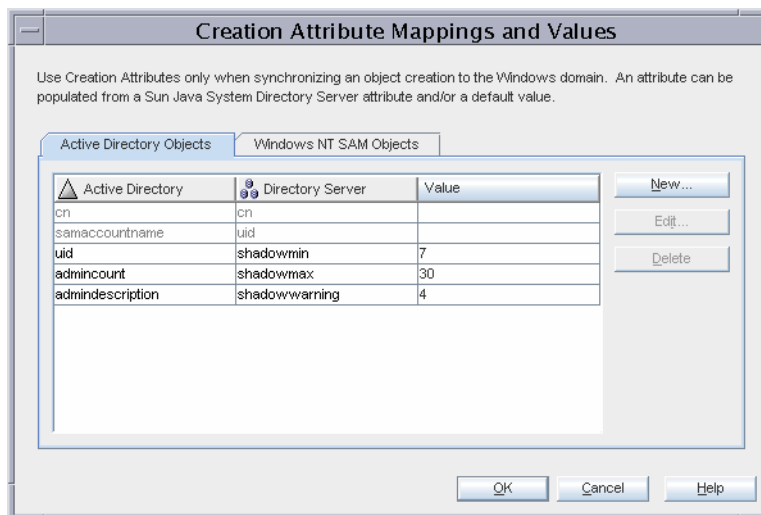 Creation Attribute Mappings and Values
Use Creation Attributes only when synchronizing an object creation to the Windows domain. An attribute can be
populated from a Sun Java System Directory Server attribute and/or a default value.
Active Directory Objects Windows NT SAM Objects
Active Directory Directory Server Value
cn cn
samaccountname uid
uid shadowmin 7
admincount shadowmax 30
admindescription shadowwarning 4
New...
Edit...
Delete
OK Cancel Help